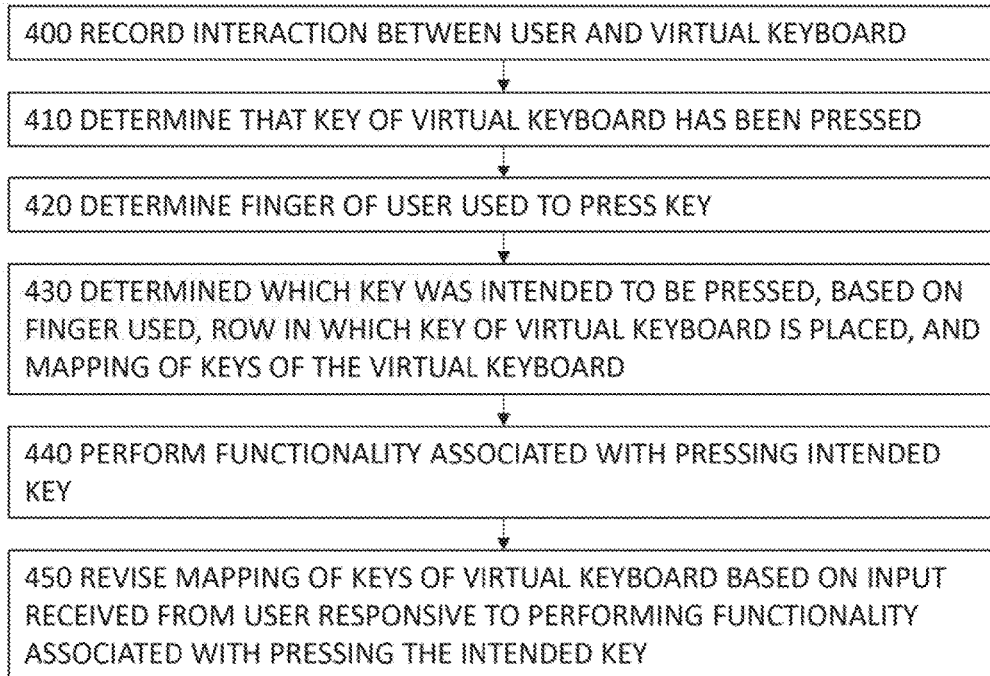 400 RECORD INTERACTION BETWEEN USER AND VIRTUAL KEYBOARD
410 DETERMINE THAT KEY OF VIRTUAL KEYBOARD HAS BEEN PRESSED
420 DETERMINE FINGER OF USER USED TO PRESS KEY
430 DETERMINED WHICH KEY WAS INTENDED TO BE PRESSED, BASED ON
FINGER USED, ROW IN WHICH KEY OF VIRTUAL KEYBOARD IS PLACED, AND
MAPPING OF KEYS OF THE VIRTUAL KEYBOARD
440 PERFORM FUNCTIONALITY ASSOCIATED WITH PRESSING INTENDED
KEY
450 REVISE MAPPING OF KEYS OF VIRTUAL KEYBOARD BASED ON INPUT
RECEIVED FROM USER RESPONSIVE TO PERFORMING FUNCTIONALITY
ASSOCIATED WITH PRESSING THE INTENDED KEY